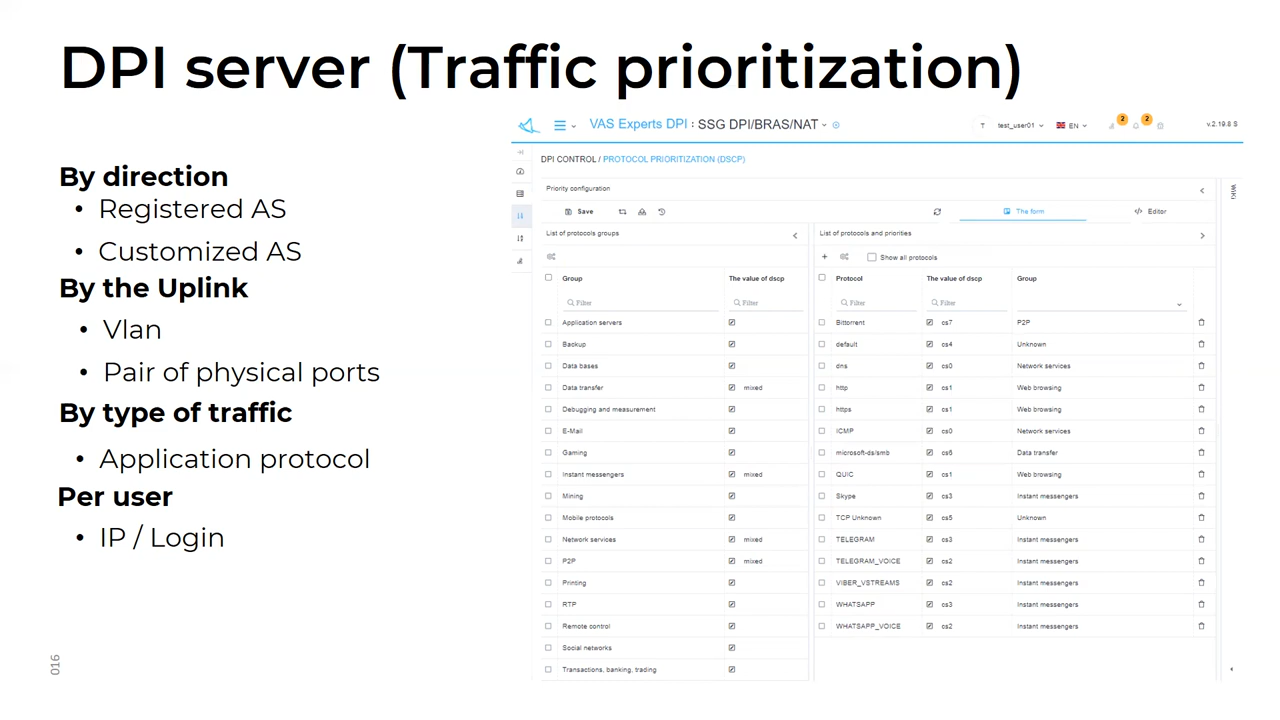 DPI server (Traffic prioritization)
By direction
• Registered AS
• Customized AS
By the Uplink
• Vlan
• Pair of physical ports
By type of traffic
• Application protocol
Per user
• IP / Login
016
VAS Experts DPI : SSG DPI/BRAS/NAT
T test_user01 EN 2 2 v.2.19.8 S
DPI CONTROL / PROTOCOL PRIORITIZATION (DSCP)
Priority configuration
Save
The form
</> Editor
WIKI
List of protocols groups
Group The value of dscp
Filter Filter
Application servers
Backup
Data bases
Data transfer mixed
Debugging and measurement
E-Mail
Gaming
Instant messengers mixed
Mining
Mobile protocols
Network services mixed
P2P mixed
Printing
RTP
Remote control
Social networks
Transactions, banking, trading
List of protocols and priorities
+ Show all protocols
Protocol The value of dscp Group
Filter Filter
Bittorrent cs7 P2P
default cs4 Unknown
dns cs0 Network services
http cs1 Web browsing
https cs1 Web browsing
ICMP cs0 Network services
microsoft-ds/smb cs6 Data transfer
QUIC cs1 Web browsing
Skype cs3 Instant messengers
TCP Unknown cs5 Unknown
TELEGRAM cs3 Instant messengers
TELEGRAM_VOICE cs2 Instant messengers
VIBER_VSTREAMS cs2 Instant messengers
WHATSAPP cs3 Instant messengers
WHATSAPP_VOICE cs2 Instant messengers